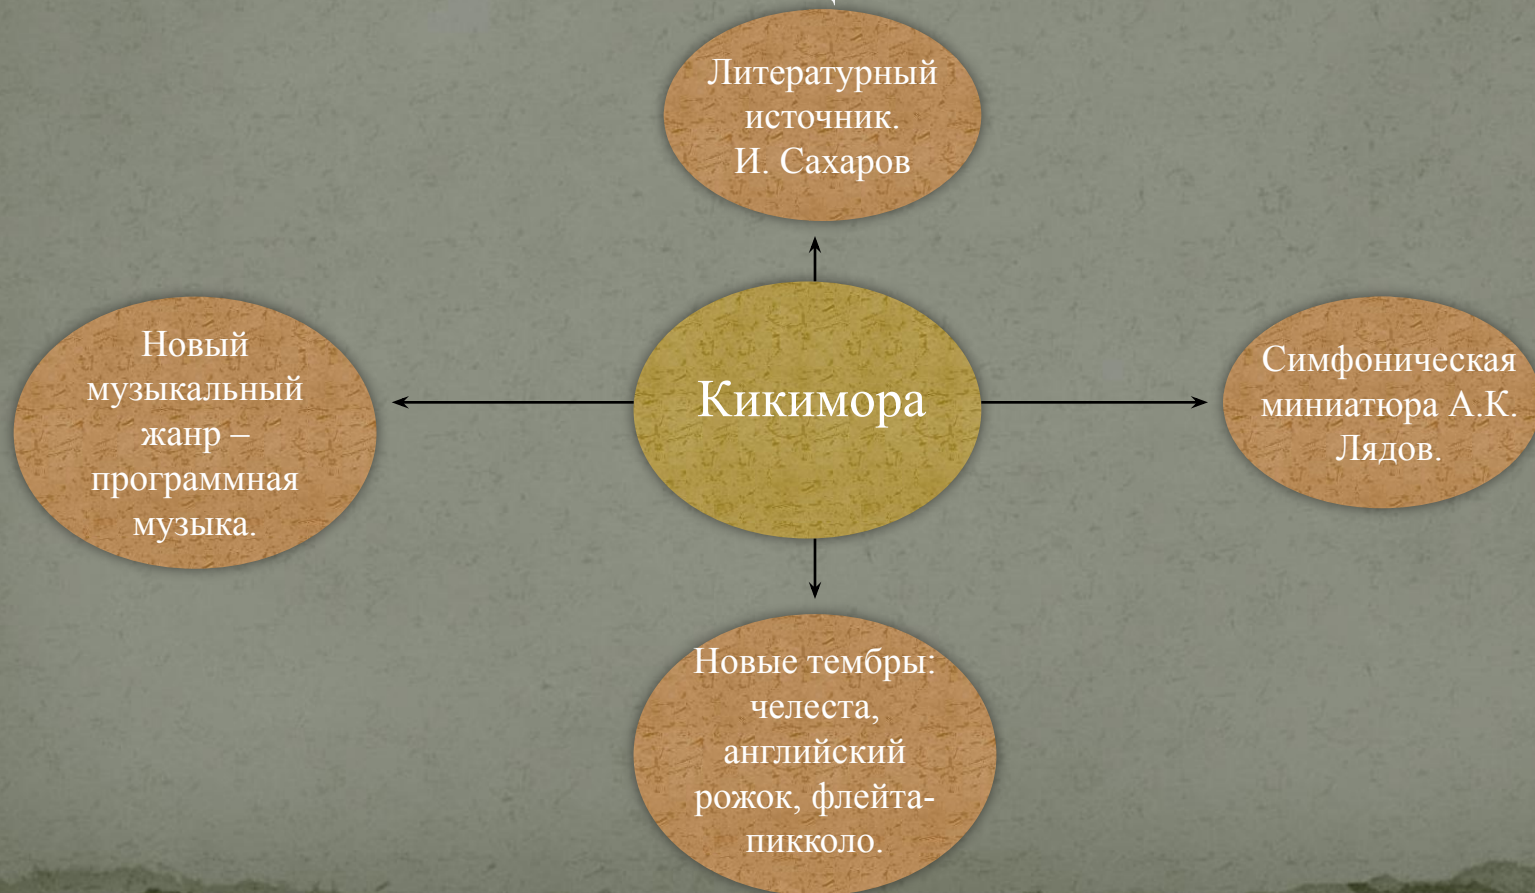 Литературный
источник.
И. Сахаров
Новый
музыкальный
жанр –
программная
музыка.
Кикимора
Симфоническая
миниатюра А.К.
Лядов.
Новые тембры:
челеста,
английский
рожок, флейта-
пикколо.